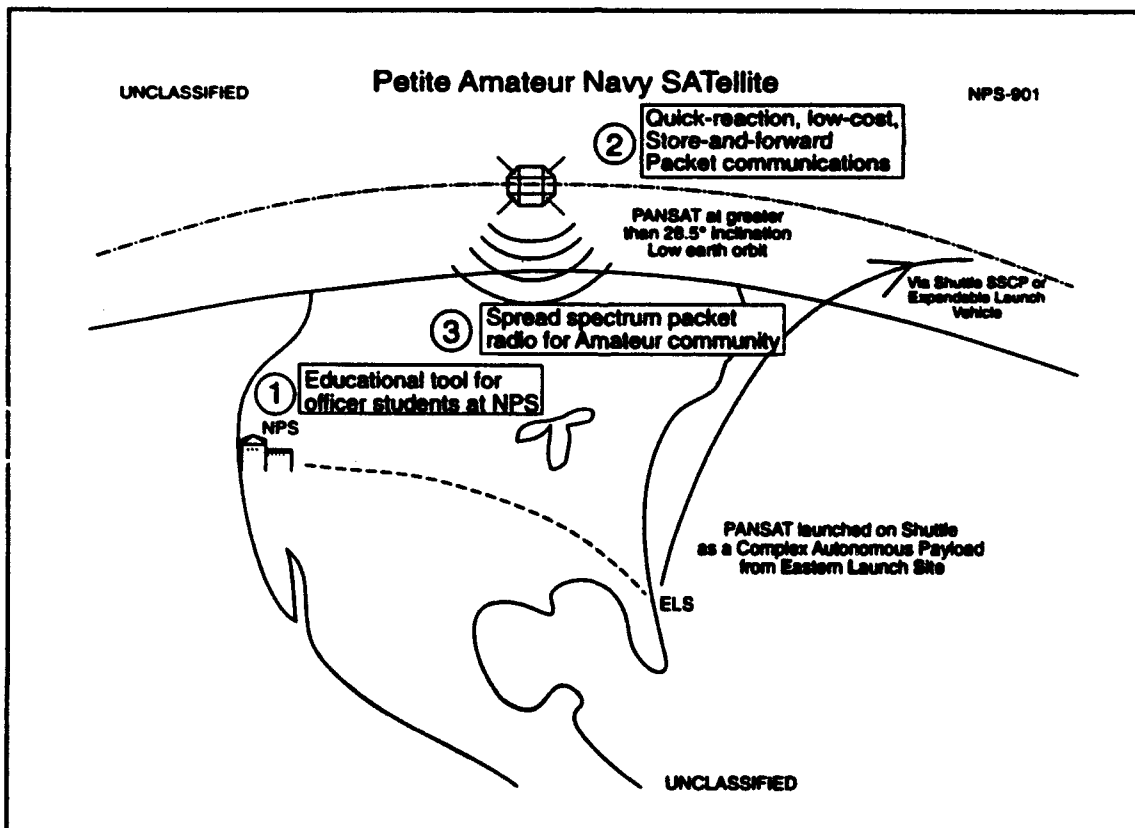 Petite Amateur Navy SATellite
UNCLASSIFIED
NPS-901
2
Quick-reaction, low-cost,
Store-and-forward
Packet communications
PANSAT at greater
than 28.5° inclination
Low earth orbit
Via Shuttle SSCP or
Expendable Launch
Vehicle
3
Spread spectrum packet
radio for Amateur community
1
Educational tool for
officer students at NPS
NPS
PANSAT launched on Shuttle
as a Complex Autonomous Payload
from Eastern Launch Site
ELS
UNCLASSIFIED